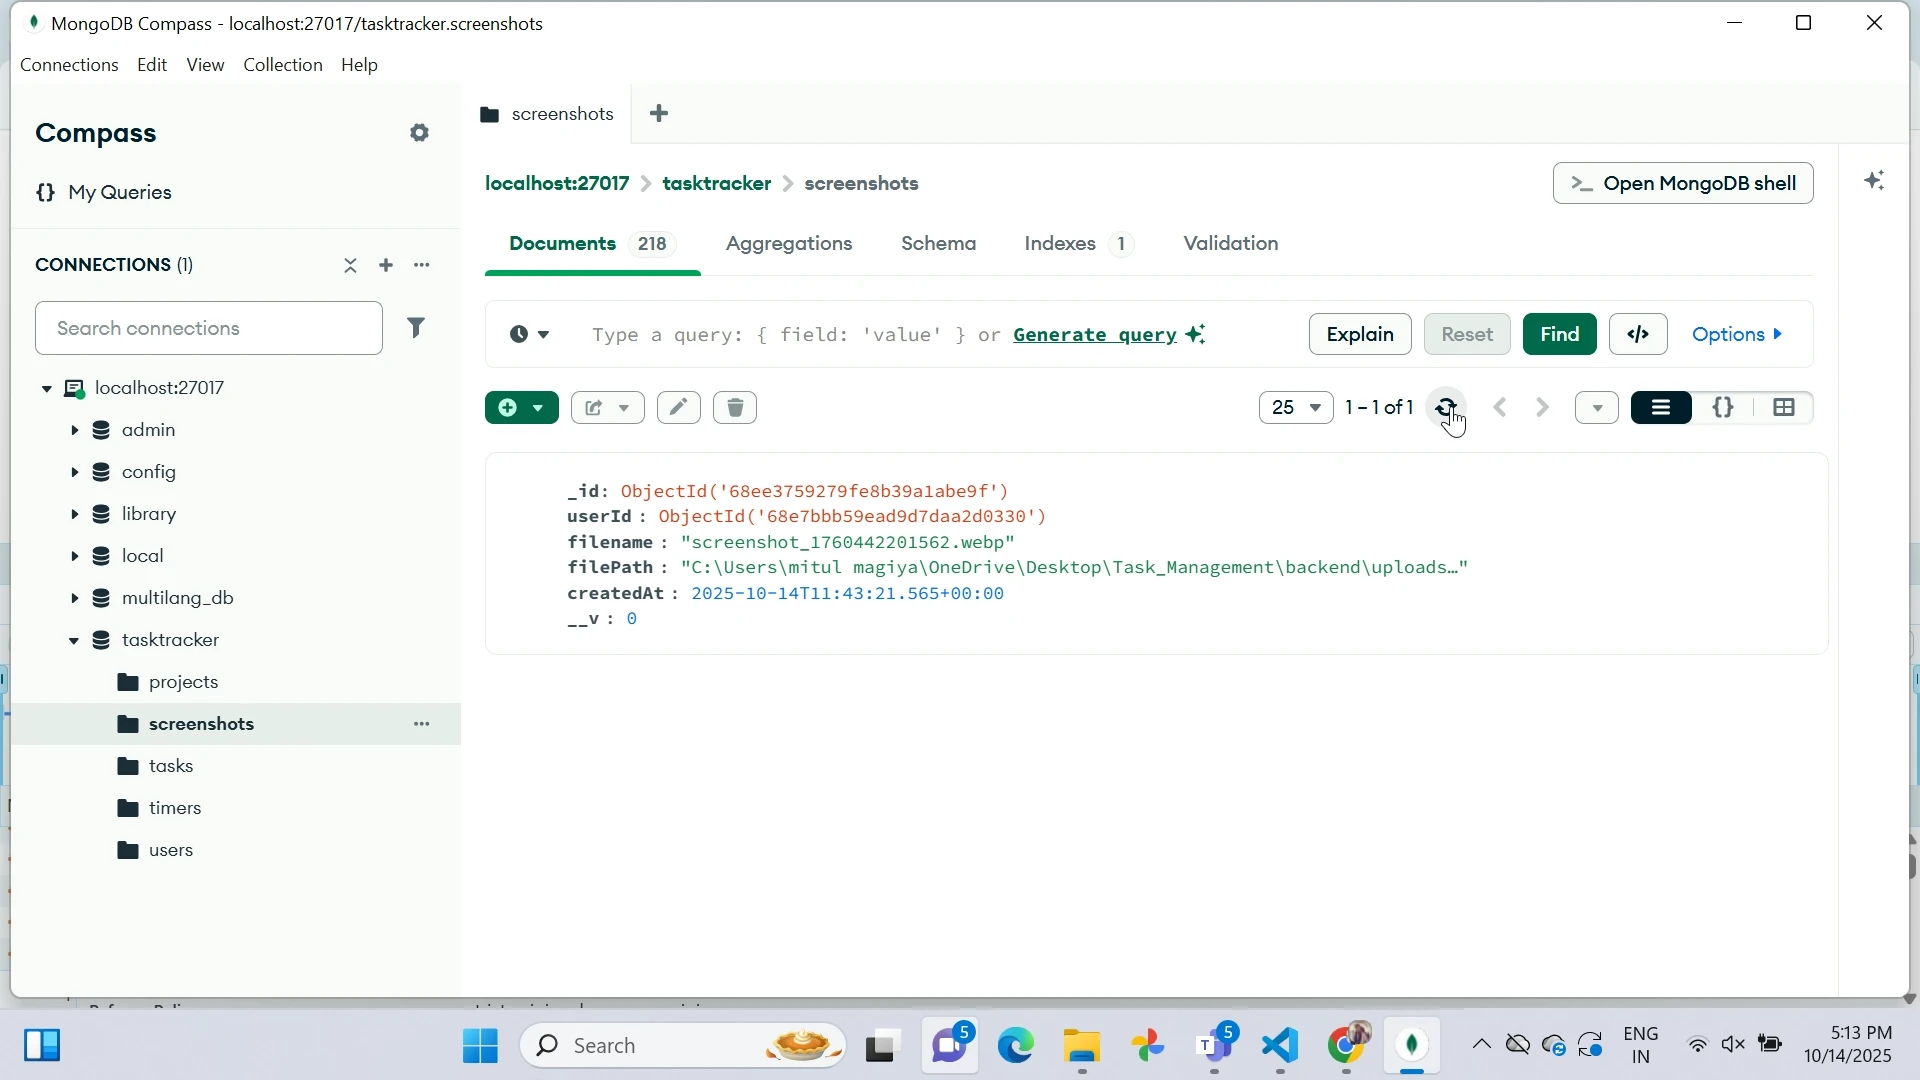 MongoDB Compass - localhost:27017/tasktracker.screenshots
Connections Edit View Collection Help
Compass
{} My Queries
CONNECTIONS (1)
Search connections
localhost:27017
admin
config
library
local
multilang_db
tasktracker
projects
screenshots
tasks
timers
users
screenshots
localhost:27017 > tasktracker > screenshots
>_ Open MongoDB shell
Documents 218 Aggregations Schema Indexes 1 Validation
Type a query: { field: 'value' } or Generate query
Explain Reset Find </> Options
25 1 – 1 of 1 {}
_id: ObjectId('68ee3759279fe8b39a1abe9f')
userId : ObjectId('68e7bbb59ead9d7daa2d0330')
filename : "screenshot_1760442201562.webp"
filePath : "C:\Users\mitul magiya\OneDrive\Desktop\Task_Management\backend\uploads…"
createdAt : 2025-10-14T11:43:21.565+00:00
__v : 0
Search
5
T 5
ENG
IN
5:13 PM
10/14/2025